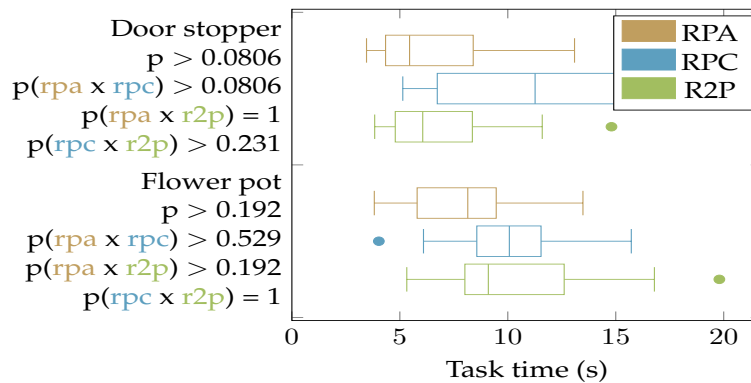 Door stopper
p > 0.0806
p(rpa x rpc) > 0.0806
p(rpa x r2p) = 1
p(rpc x r2p) > 0.231
Flower pot
p > 0.192
p(rpa x rpc) > 0.529
p(rpa x r2p) > 0.192
p(rpc x r2p) = 1
RPA
RPC
R2P
0 5 10 15 20
Task time (s)